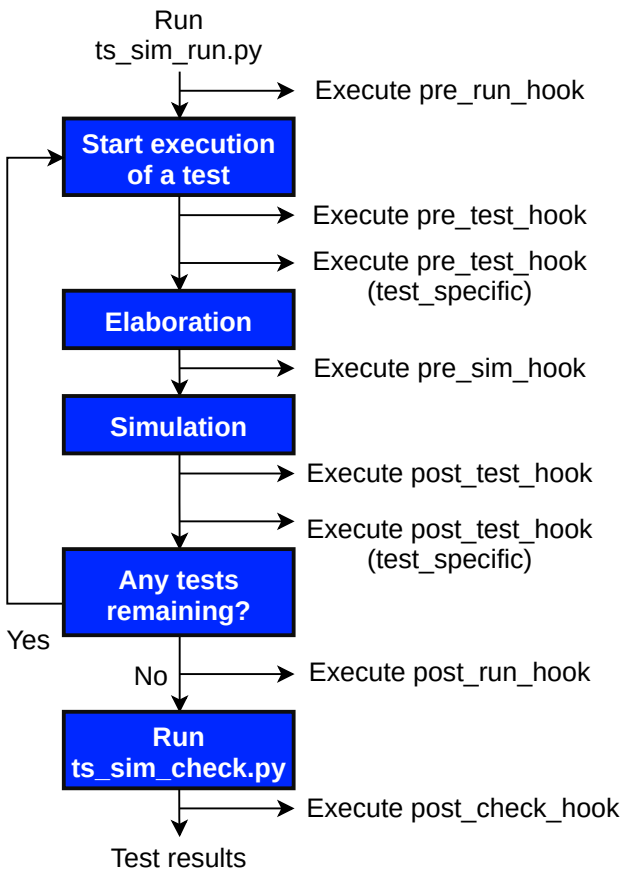 Run
ts_sim_run.py
Execute pre_run_hook
Start execution
of a test
Execute pre_test_hook
Execute pre_test_hook
(test_specific)
Elaboration
Execute pre_sim_hook
Simulation
Execute post_test_hook
Execute post_test_hook
(test_specific)
Any tests
remaining?
Yes
No
Execute post_run_hook
Run
ts_sim_check.py
Execute post_check_hook
Test results